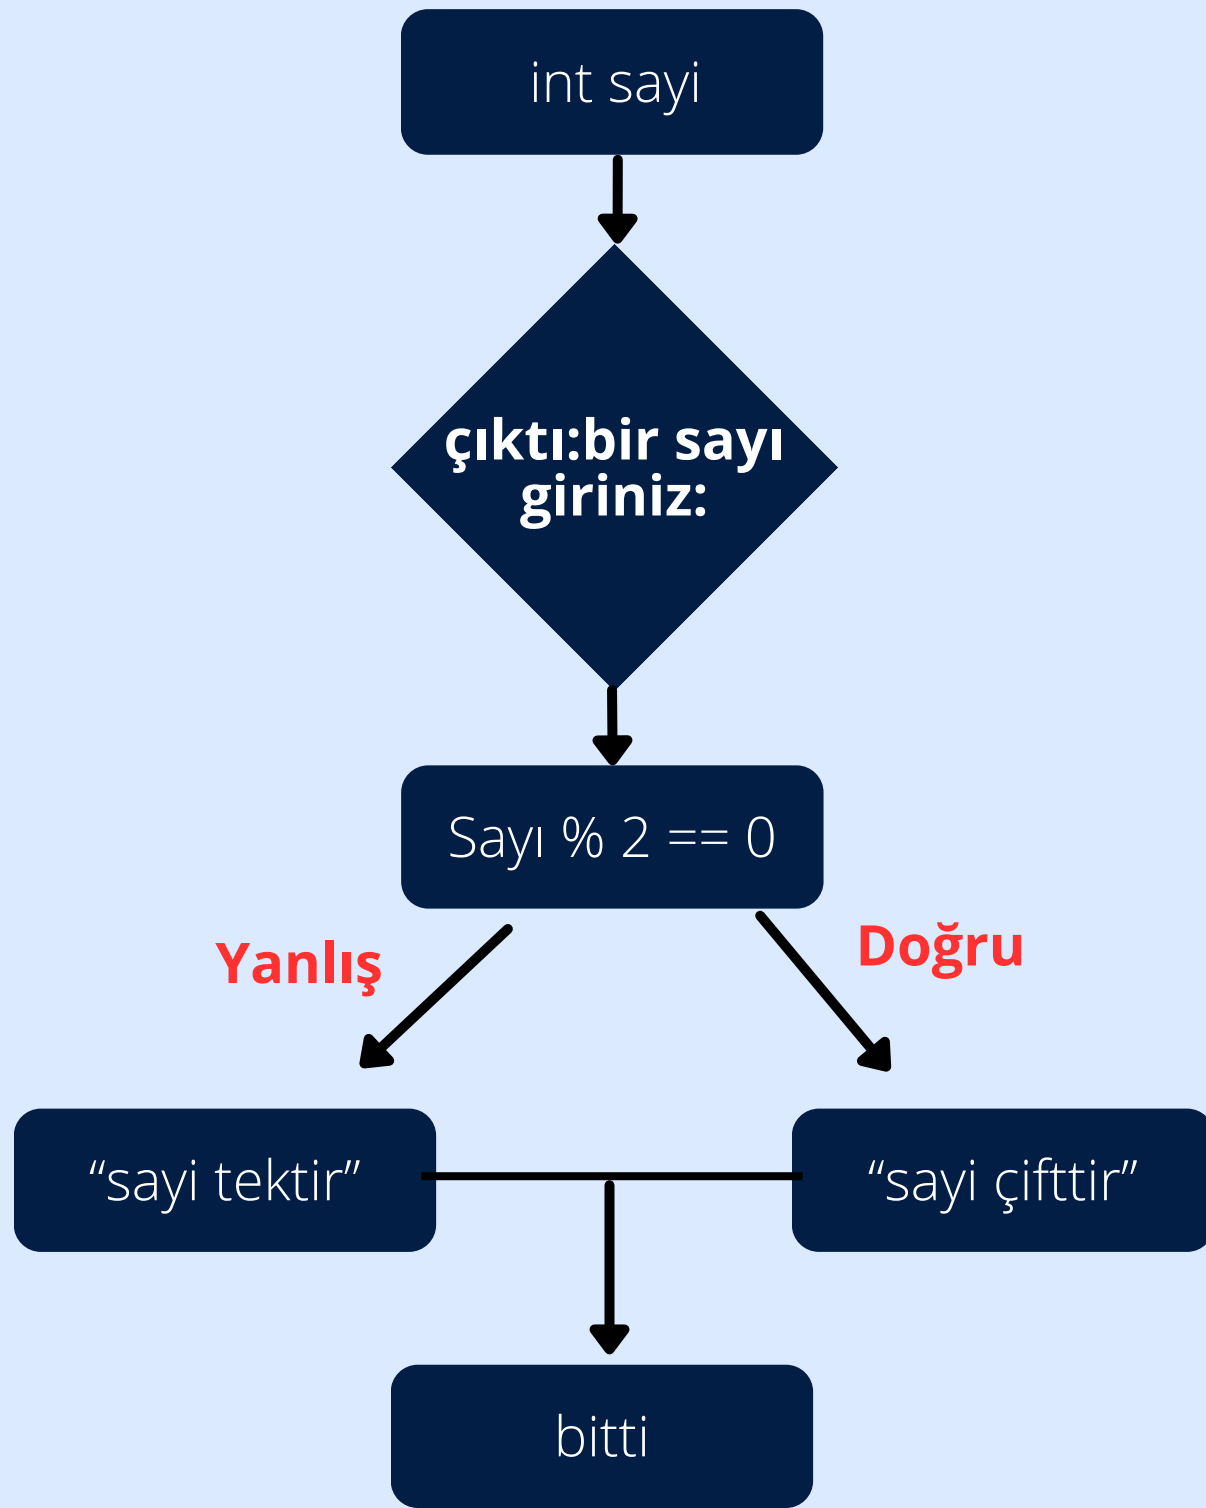 int sayi
çıktı:bir sayı
giriniz:
Sayı % 2 == 0
Yanlış
Doğru
“sayi tektir”
“sayi çifttir”
bitti